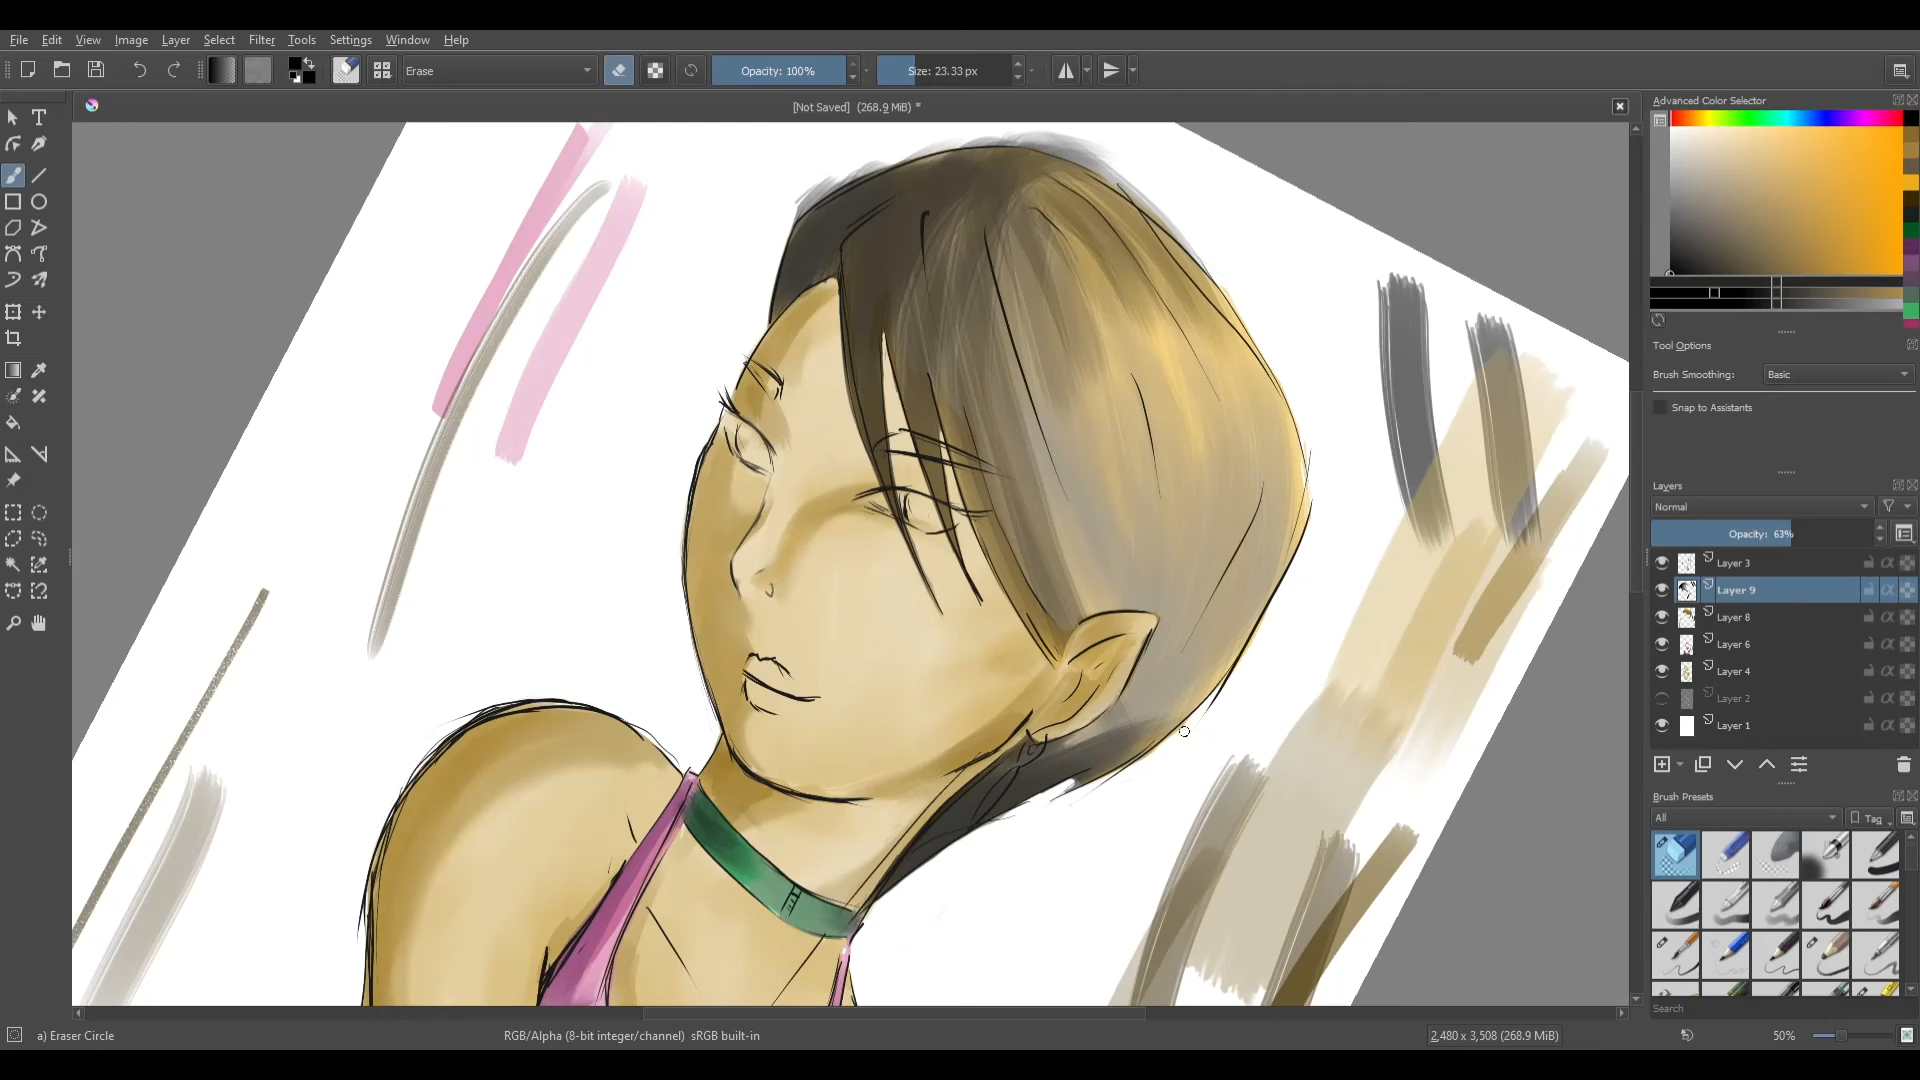 File Edit View Image Layer Select Filter Tools Settings Window Help
Erase Opacity: 100% Size: 23.33 px
[Not Saved] (268.9 MiB) *
Advanced Color Selector
Tool Options
Brush Smoothing: Basic
Snap to Assistants
Layers
Normal
Opacity: 63%
Layer 3
Layer 9
Layer 8
Layer 6
Layer 4
Layer 2
Layer 1
Brush Presets
All Tag
Search
a) Eraser Circle RGB/Alpha (8-bit integer/channel) sRGB built-in 2,480 x 3,508 (268.9 MiB) 50%